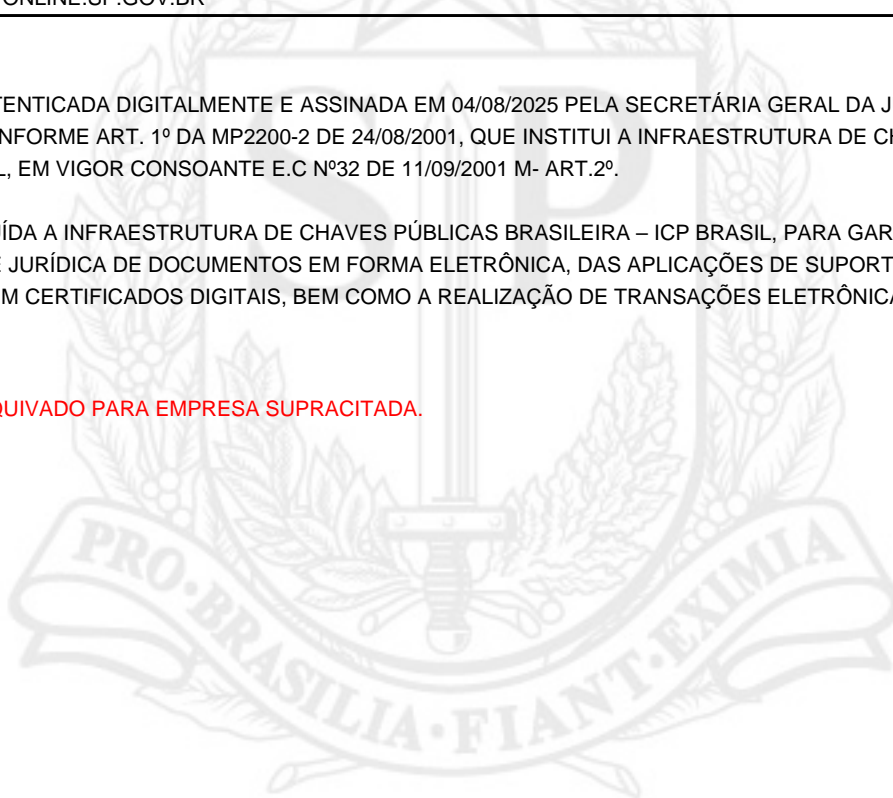 ONLINE.SP.GOV.BR
TENTICADA DIGITALMENTE E ASSINADA EM 04/08/2025 PELA SECRETÁRIA GERAL DA J
NFORME ART. 1º DA MP2200-2 DE 24/08/2001, QUE INSTITUI A INFRAESTRUTURA DE CH
L, EM VIGOR CONSOANTE E.C Nº32 DE 11/09/2001 M- ART.2º.
UÍDA A INFRAESTRUTURA DE CHAVES PÚBLICAS BRASILEIRA – ICP BRASIL, PARA GAR
E JURÍDICA DE DOCUMENTOS EM FORMA ELETRÔNICA, DAS APLICAÇÕES DE SUPORT
M CERTIFICADOS DIGITAIS, BEM COMO A REALIZAÇÃO DE TRANSAÇÕES ELETRÔNICA
QUIVADO PARA EMPRESA SUPRACITADA.
SP
PRO·BRASILIA·FIANT·EXIMIA